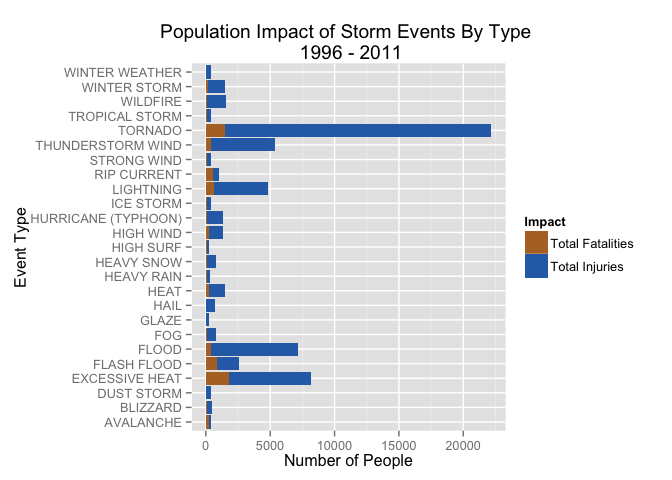 Population Impact of Storm Events By Type
1996 - 2011
Event Type
WINTER WEATHER
WINTER STORM
WILDFIRE
TROPICAL STORM
TORNADO
THUNDERSTORM WIND
STRONG WIND
RIP CURRENT
LIGHTNING
ICE STORM
HURRICANE (TYPHOON)
HIGH WIND
HIGH SURF
HEAVY SNOW
HEAVY RAIN
HEAT
HAIL
GLAZE
FOG
FLOOD
FLASH FLOOD
EXCESSIVE HEAT
DUST STORM
BLIZZARD
AVALANCHE
0 5000 10000 15000 20000
Number of People
Impact
Total Fatalities
Total Injuries